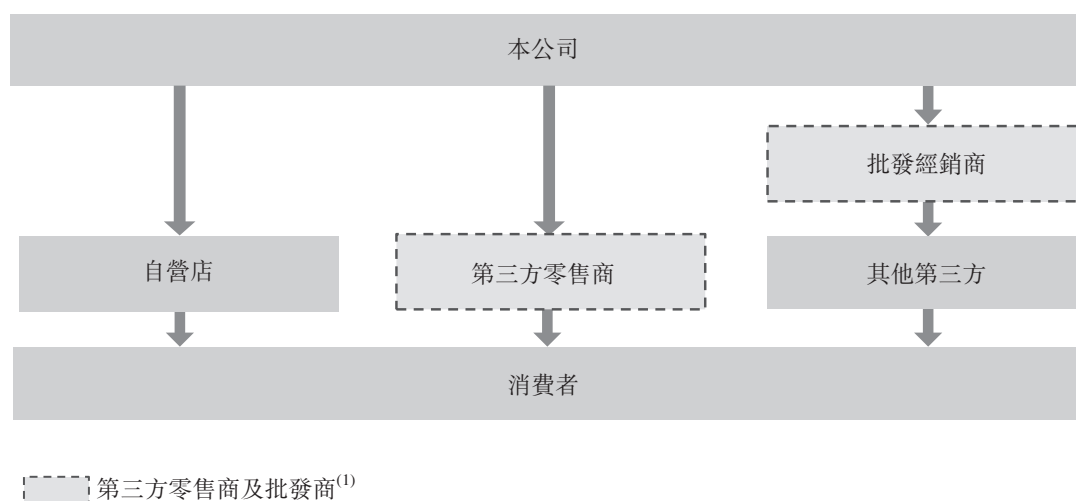 本公司
批發經銷商
自營店
第三方零售商
其他第三方
消費者
第三方零售商及批發商(1)